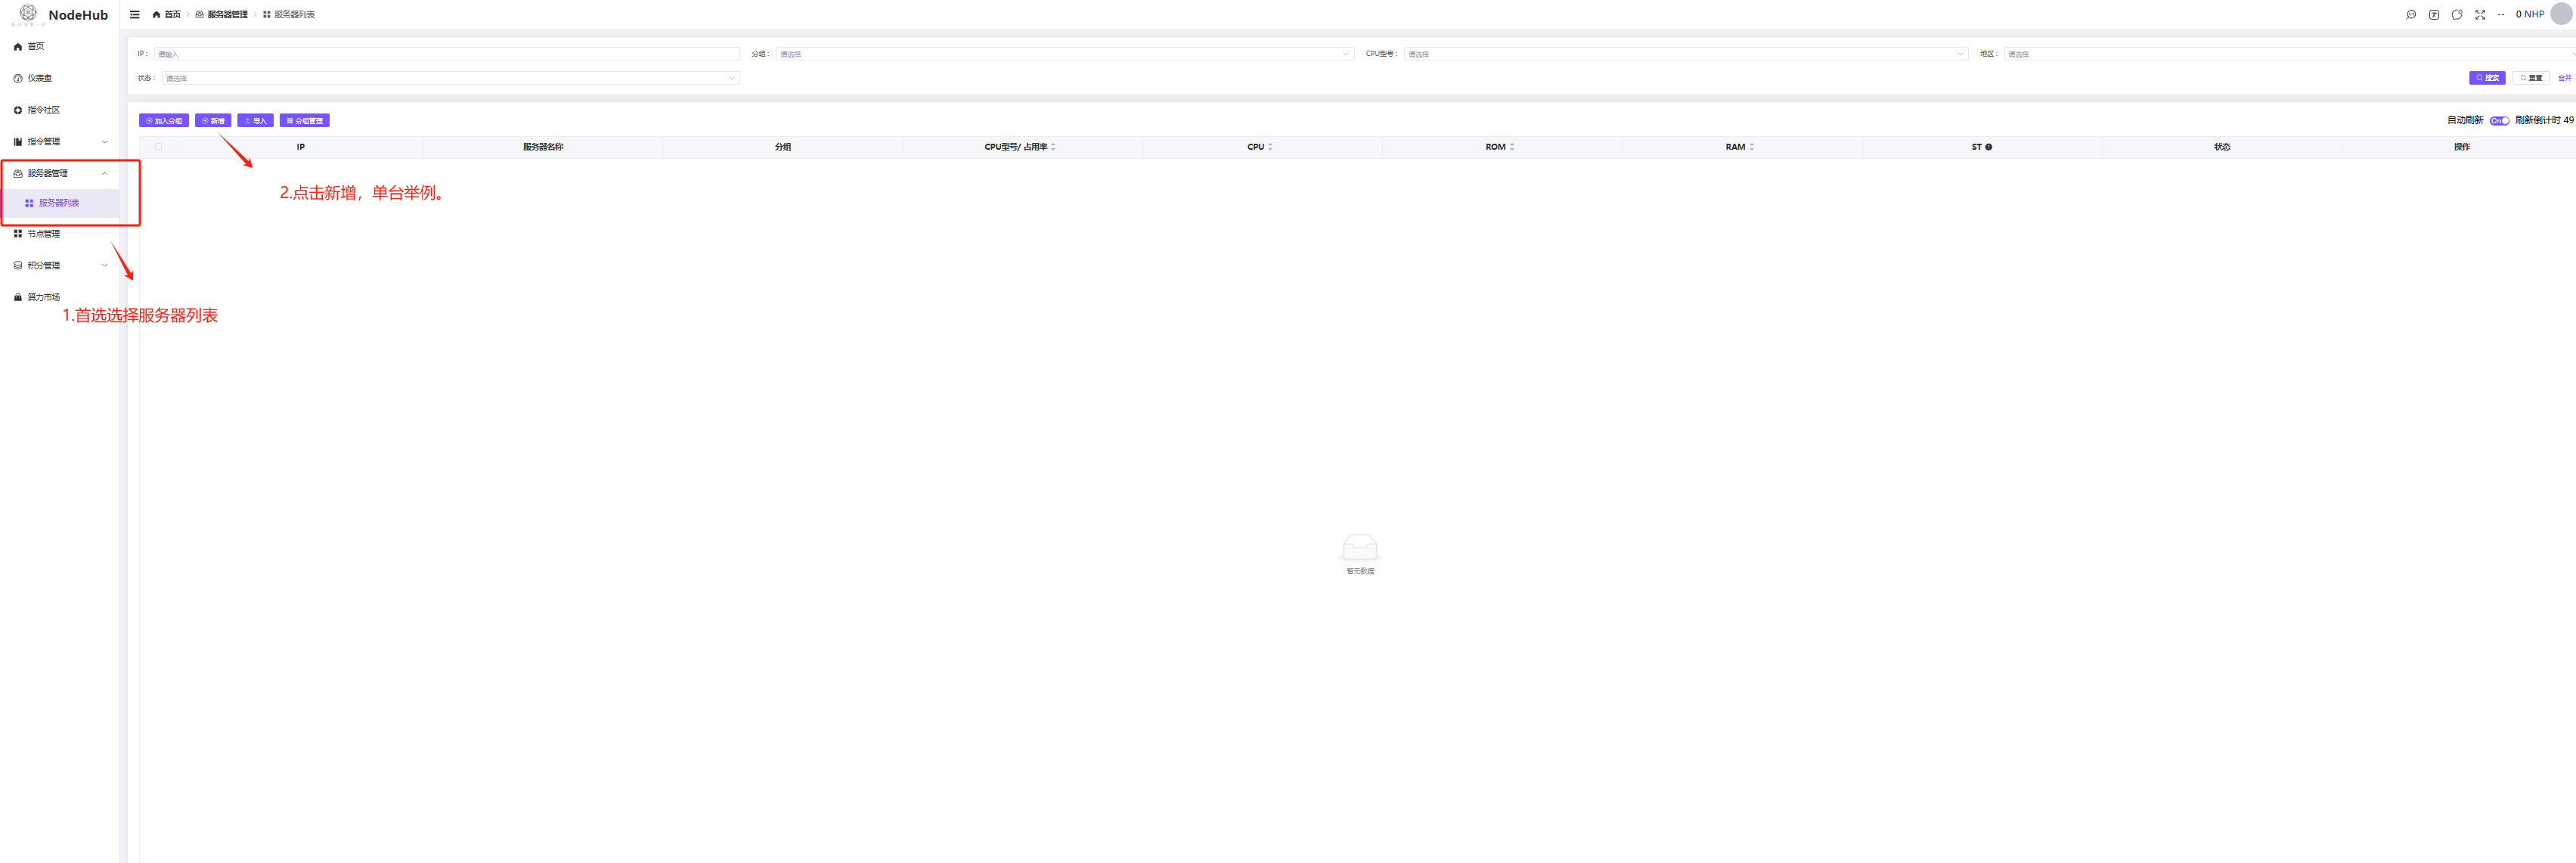 NodeHub
首页
服务器管理
服务器列表
0 NHP
首页
仪表盘
指令社区
指令管理
服务器管理
服务器列表
节点管理
积分管理
算力市场
IP：
请输入
分组：
请选择
CPU型号：
请选择
地区：
请选择
状态：
请选择
搜索
重置
合并
加入分组
新增
导入
分组管理
自动刷新
On
刷新倒计时 49
IP
服务器名称
分组
CPU型号/ 占用率
CPU
ROM
RAM
ST
状态
操作
2.点击新增，单台举例。
1.首选选择服务器列表
暂无数据